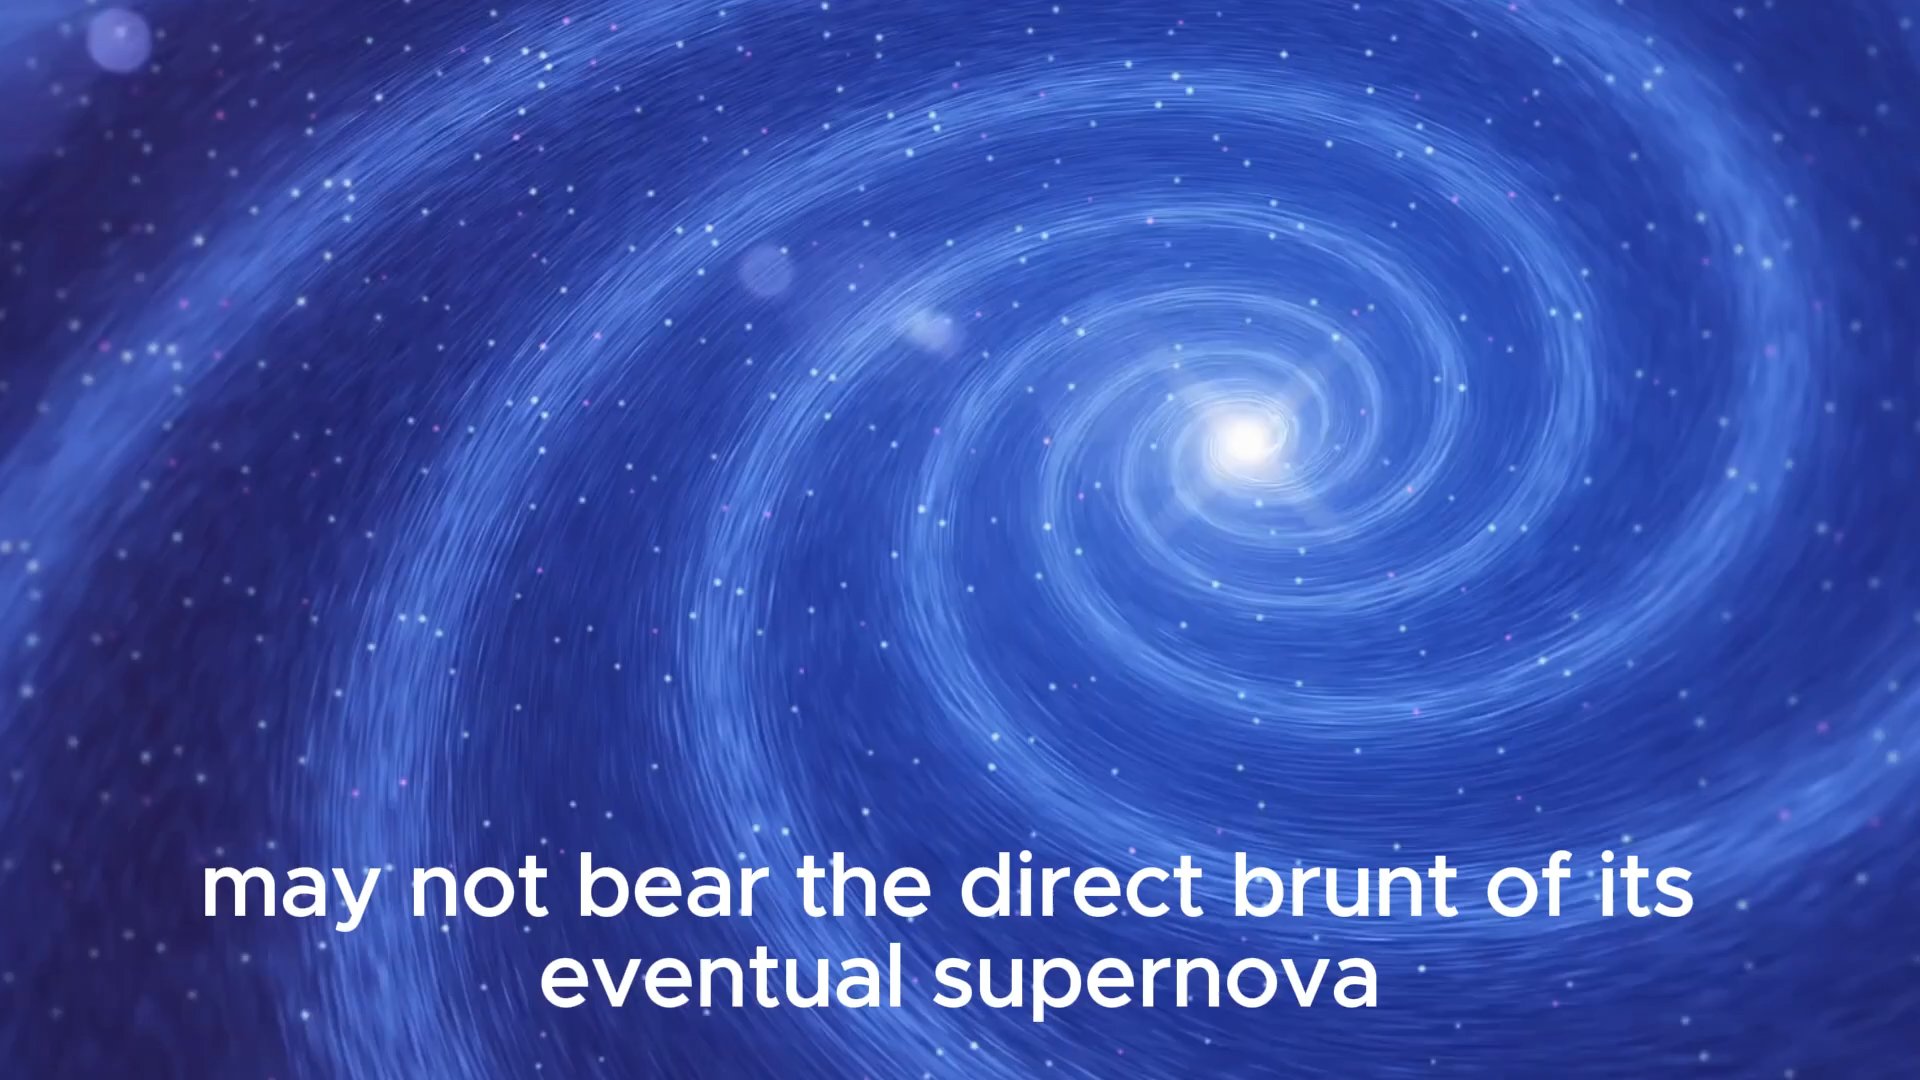 may not bear the direct brunt of its
eventual supernova